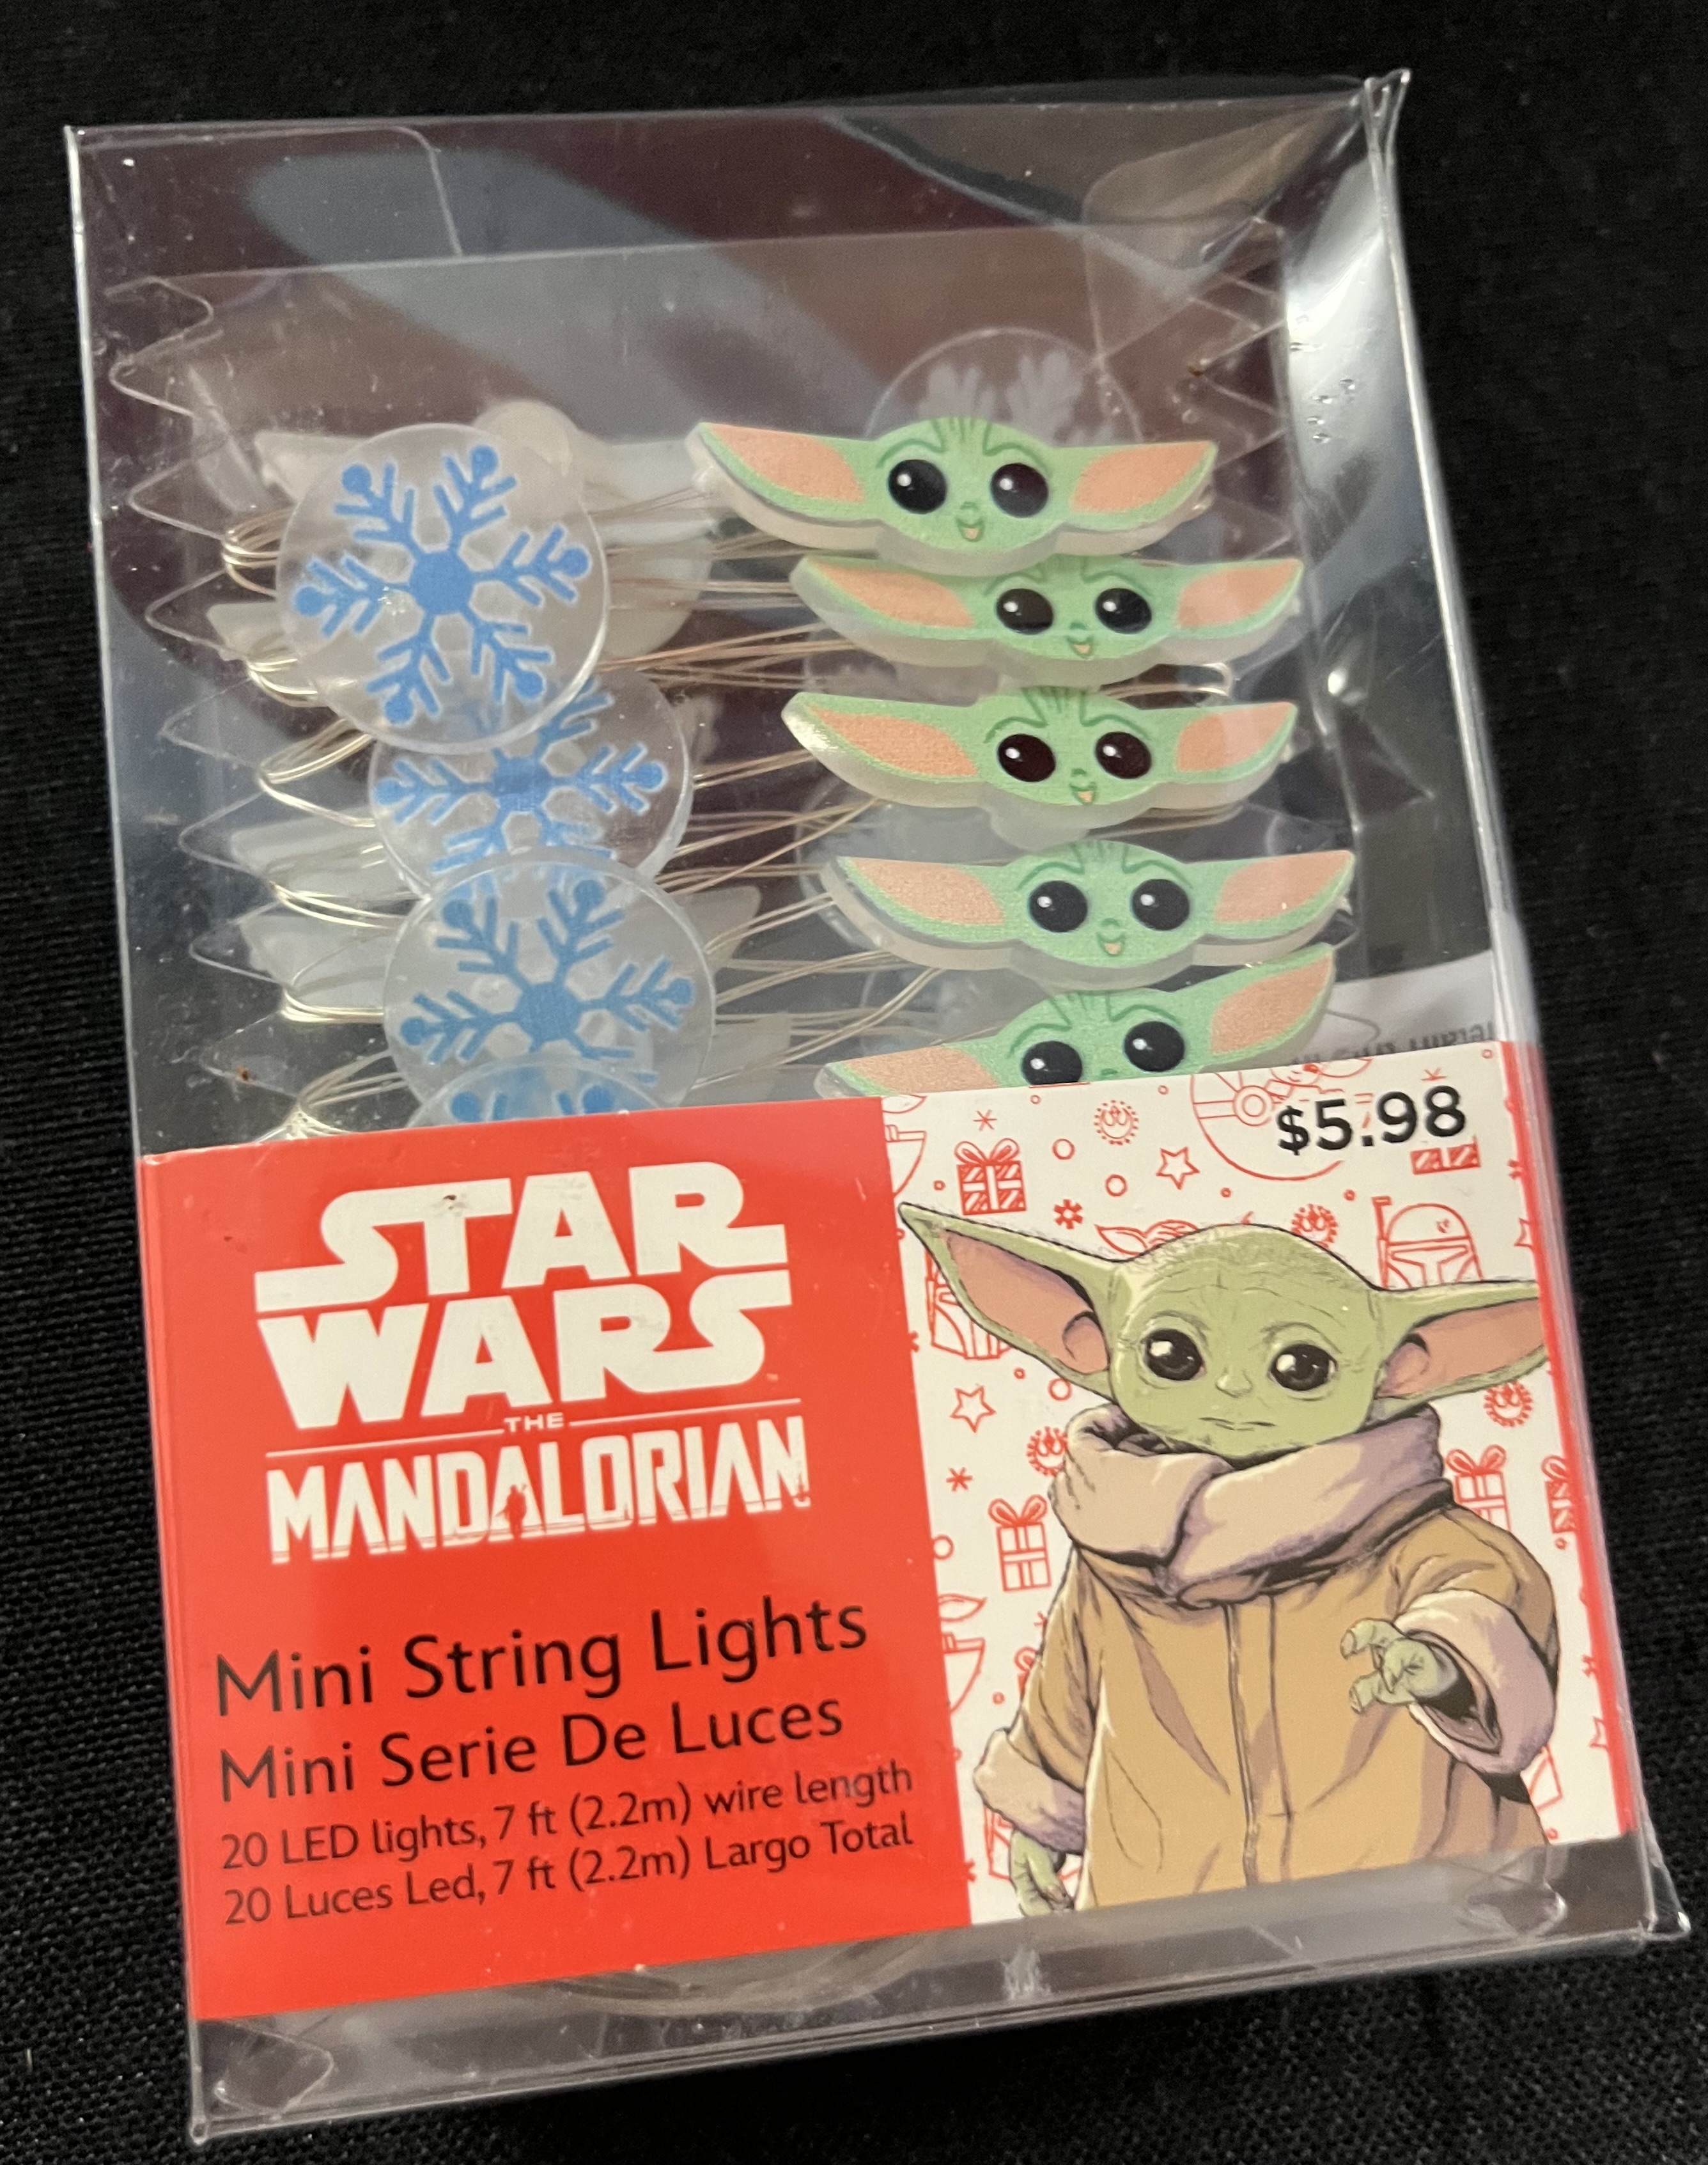 $5.98
STAR
WARS
THE
MANDALORIAN
Mini String Lights
Mini Serie De Luces
20 LED lights, 7 ft (2.2m) wire length
20 Luces Led, 7 ft (2.2m) Largo Total